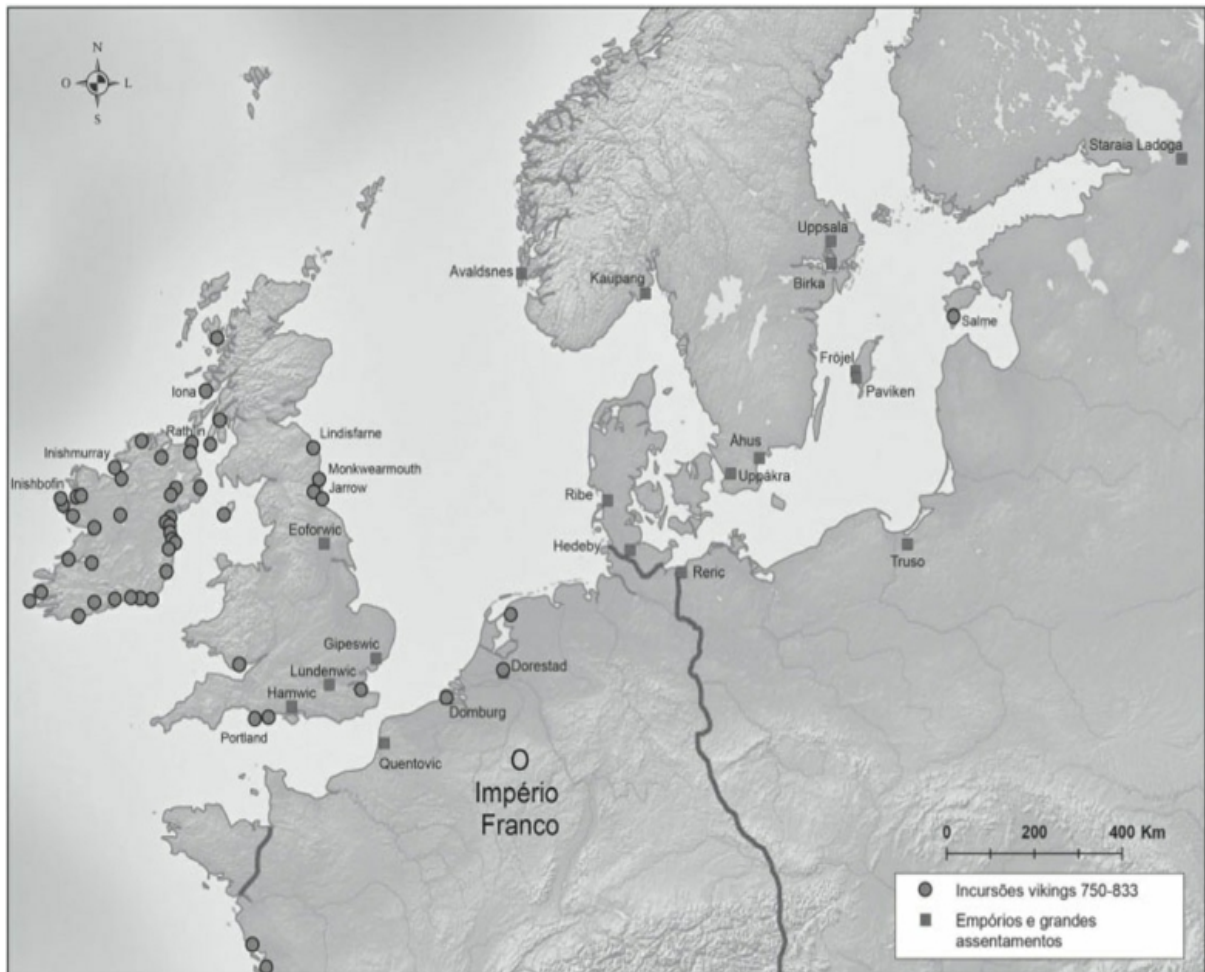 N
O L
S
Staraia Ladoga
Uppsala
Birka
Avaldsnes
Kaupang
Salme
Fröjel
Paviken
Iona
Rathlin
Lindisfarne
Inishmurray
Monkwearmouth
Jarrow
Inishbofin
Åhus
Uppåkra
Ribe
Eoforwic
Hedeby
Reric
Truso
Gipeswic
Lundenwic
Hamwic
Dorestad
Domburg
Portland
Quentovic
O
Império
Franco
0 200 400 Km
Incursões vikings 750-833
Empórios e grandes
assentamentos